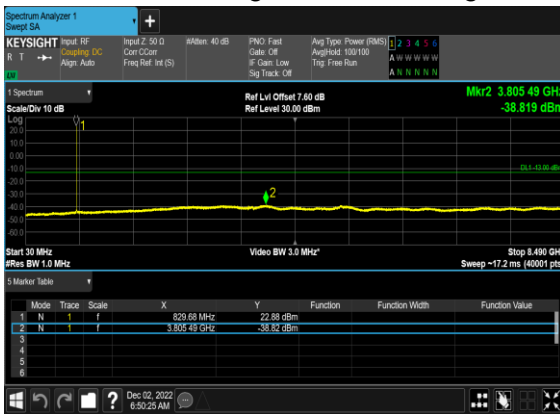 Spectrum Analyzer 1
Swept SA
KEYSIGHT Input: RF Input Z: 50 Ω #Atten: 40 dB PNO: Fast Avg Type: Power (RMS) 1 2 3 4 5 6
R T Coupling: DC Corr CCorr Gate: Off Avg|Hold: 100/100 A W W W W W
Align: Auto Freq Ref: Int (S) IF Gain: Low Trig: Free Run
LV Sig Track: Off A N N N N N
1 Spectrum Ref Lvl Offset 7.60 dB Mkr2 3.805 49 GHz
Scale/Div 10 dB Ref Level 30.00 dBm -38.819 dBm
Log
20.0
10.0
0.00
-10.0
-20.0
-30.0
-40.0
-50.0
-60.0
1
2
DL1 -13.00 dBm
Start 30 MHz Video BW 3.0 MHz* Stop 8.490 GHz
#Res BW 1.0 MHz Sweep ~17.2 ms (40001 pts)
5 Marker Table
Mode Trace Scale X Y Function Function Width Function Value
1 N 1 f 829.68 MHz 22.88 dBm
2 N 1 f 3.805 49 GHz -38.82 dBm
3
4
5
6
? Dec 02, 2022
6:50:25 AM